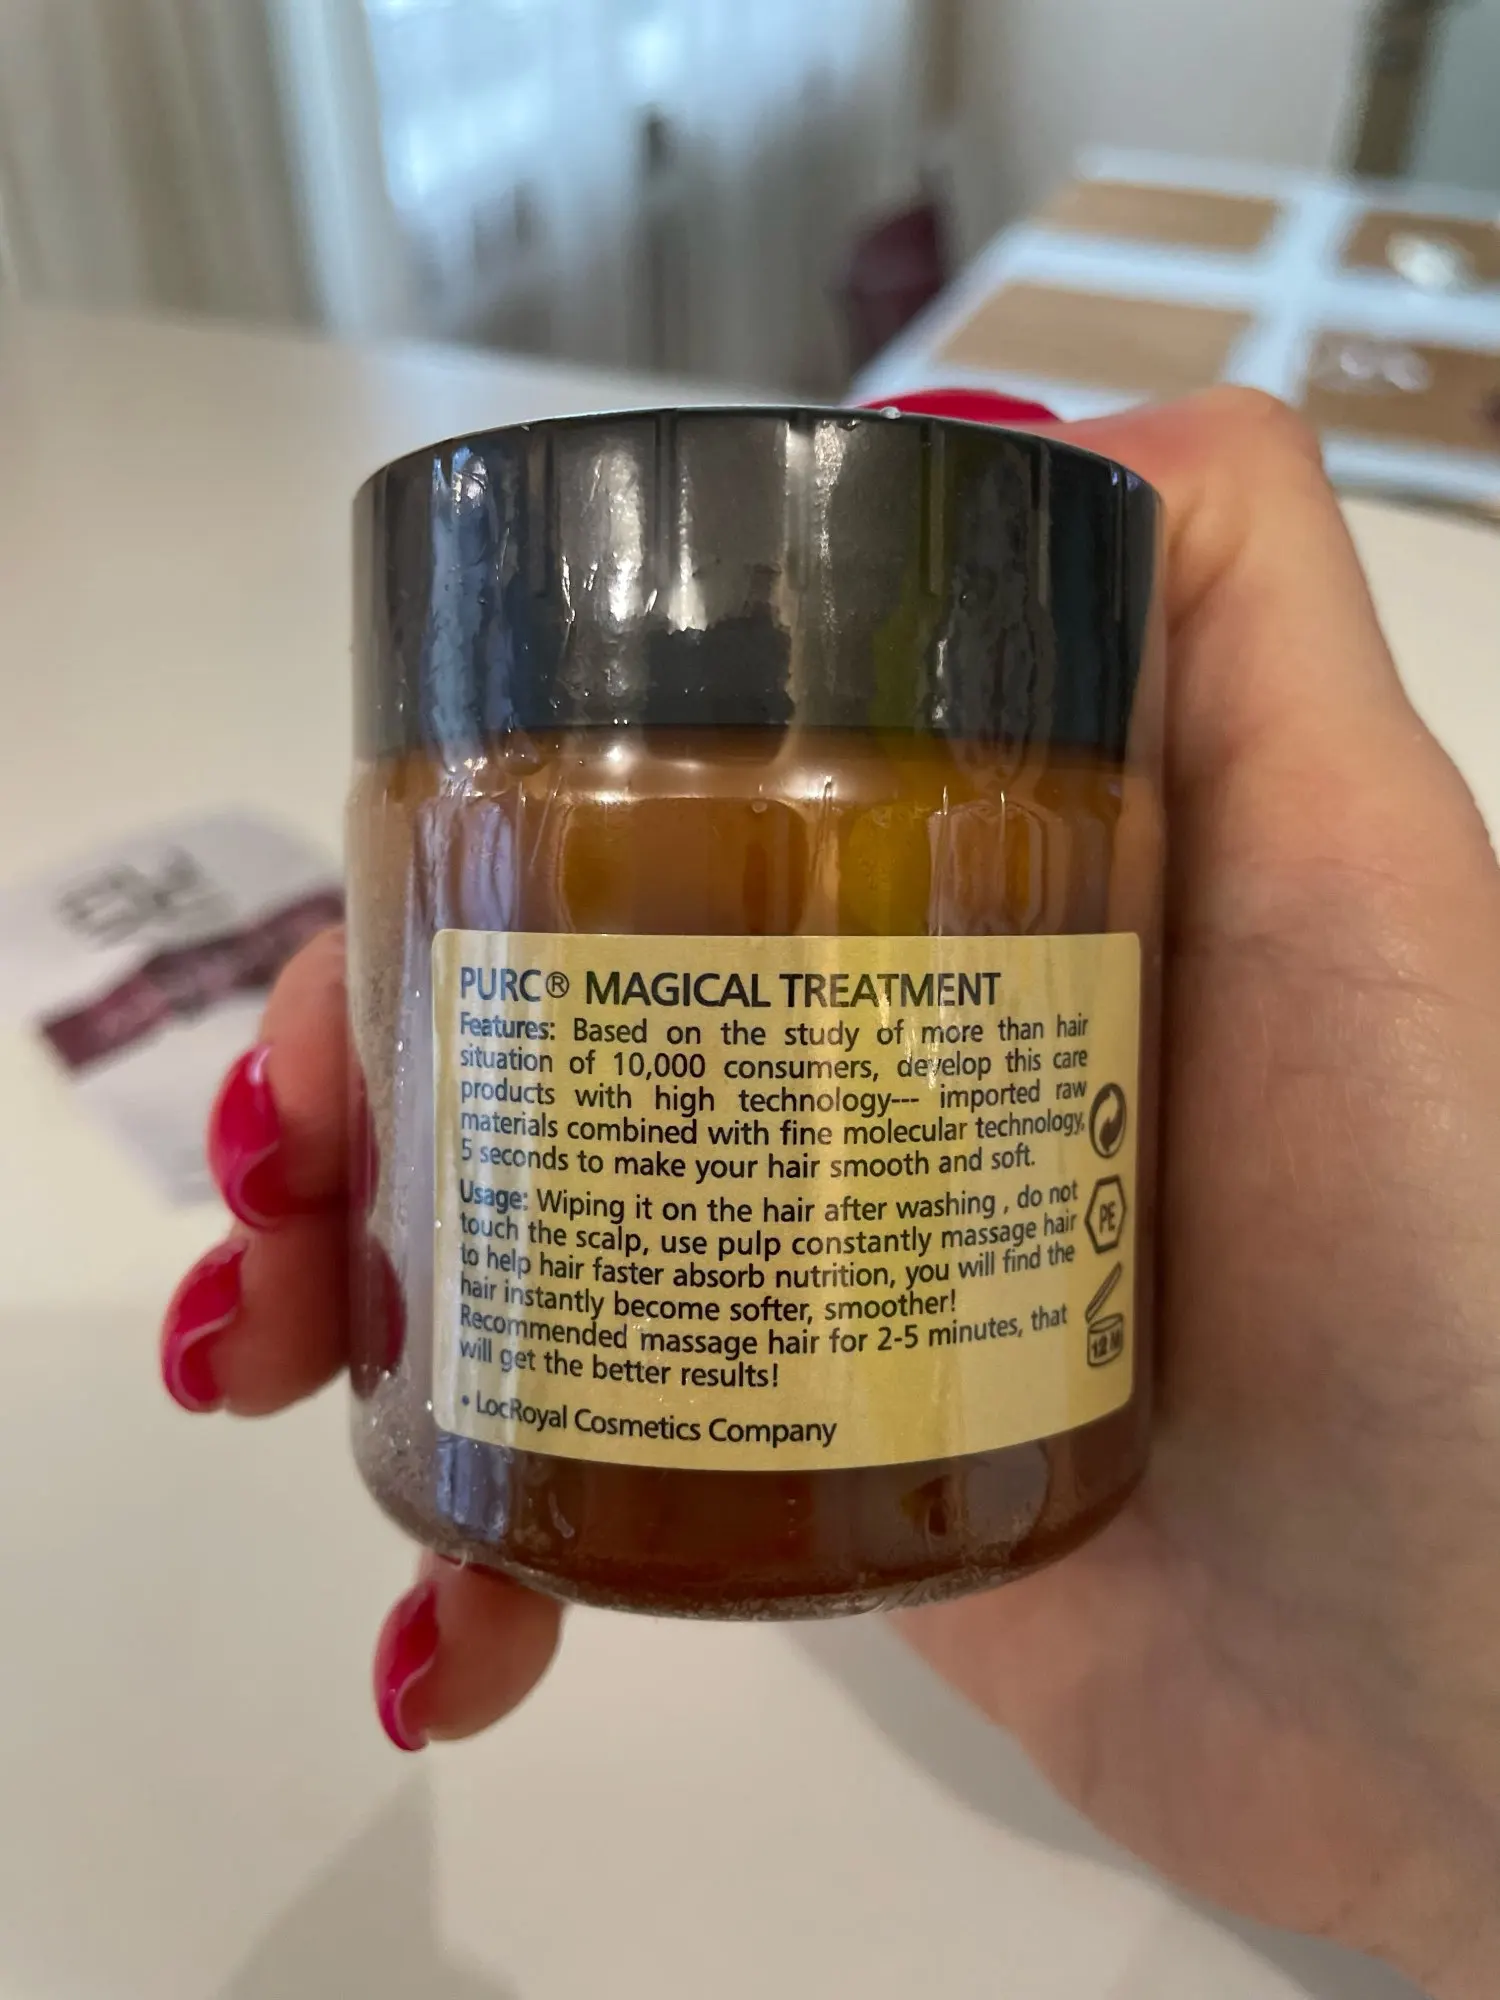 PURC® MAGICAL TREATMENT
Features: Based on the study of more than hair
situation of 10,000 consumers, develop this care
products with high technology--- imported raw
materials combined with fine molecular technology,
5 seconds to make your hair smooth and soft.
Usage: Wiping it on the hair after washing , do not
touch the scalp, use pulp constantly massage hair
to help hair faster absorb nutrition, you will find the
hair instantly become softer, smoother!
Recommended massage hair for 2-5 minutes, that
will get the better results!
• LocRoyal Cosmetics Company
PE
12 M